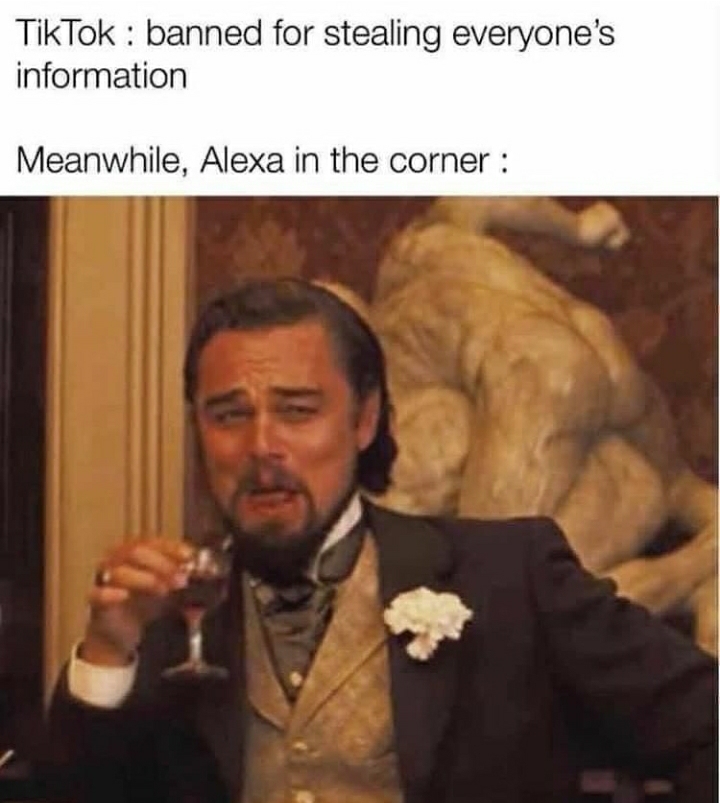 TikTok : banned for stealing everyone's
information
Meanwhile, Alexa in the corner :